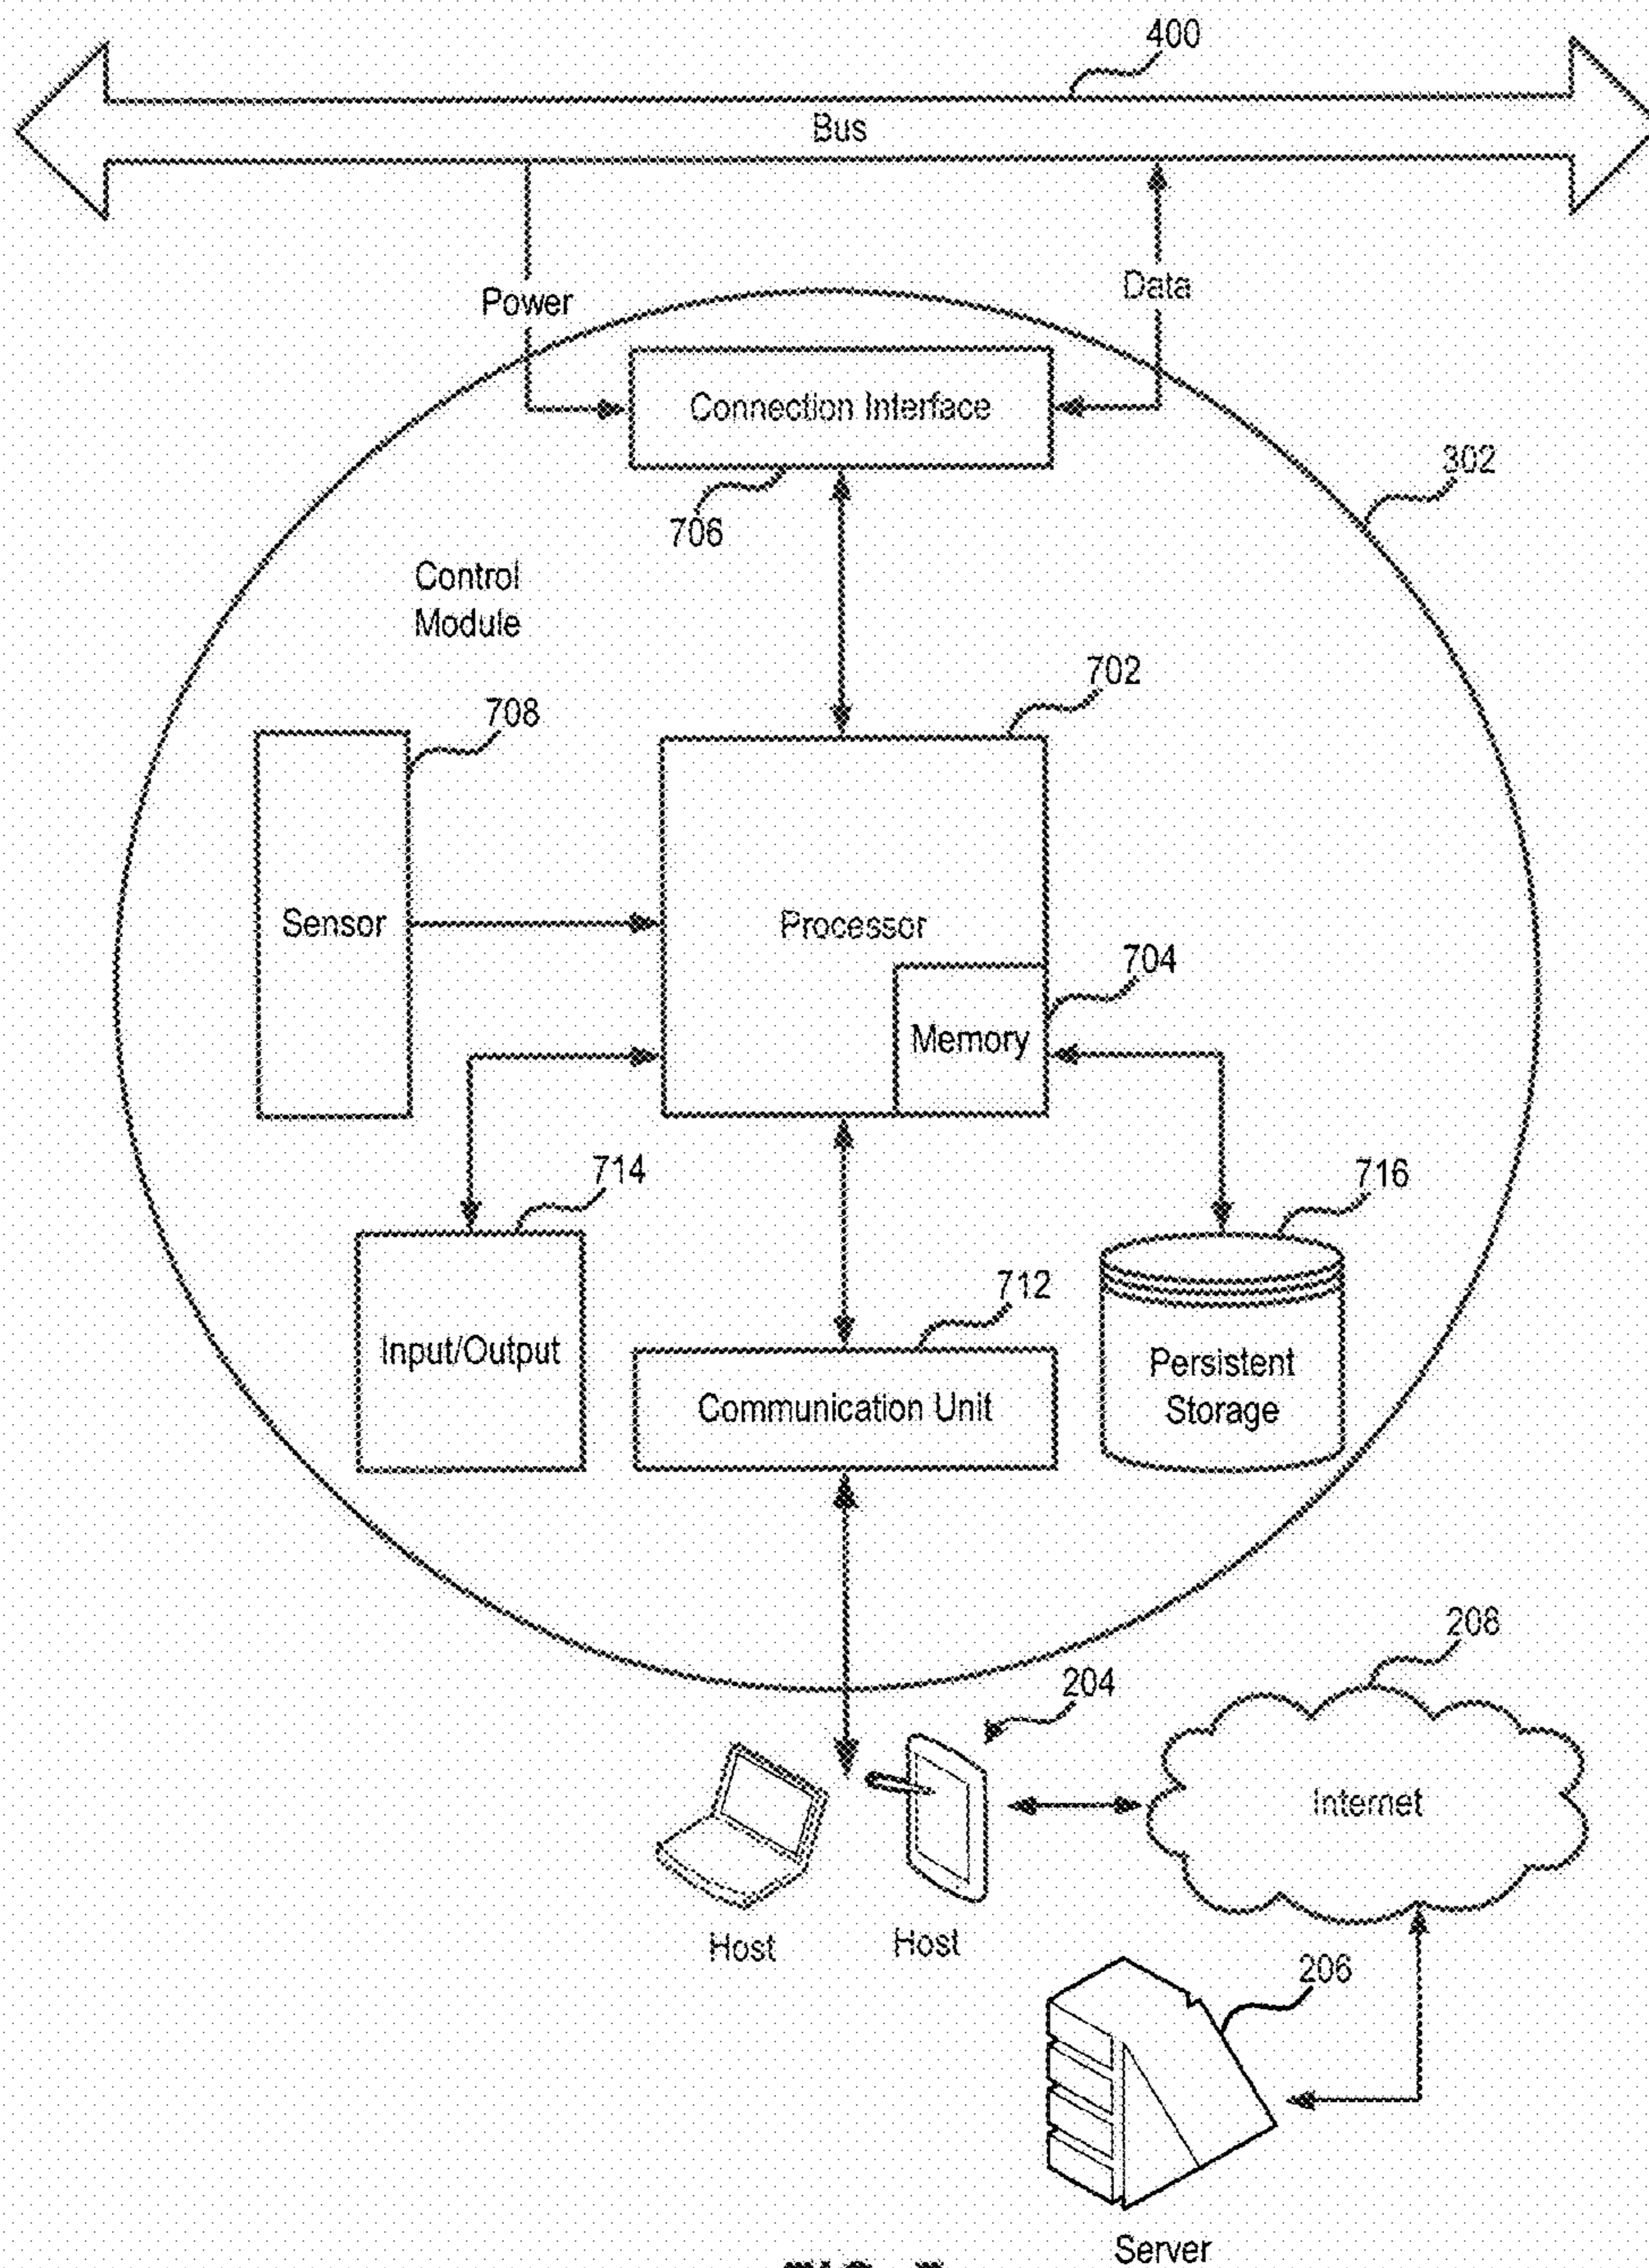 400
Bus
Power
Data
Connection Interface
302
706
Control
Module
702
708
Sensor
Processor
704
Memory
714
716
712
Input/Output
Persistent
Storage
Communication Unit
208
204
Internet
Host
Host
206
Server